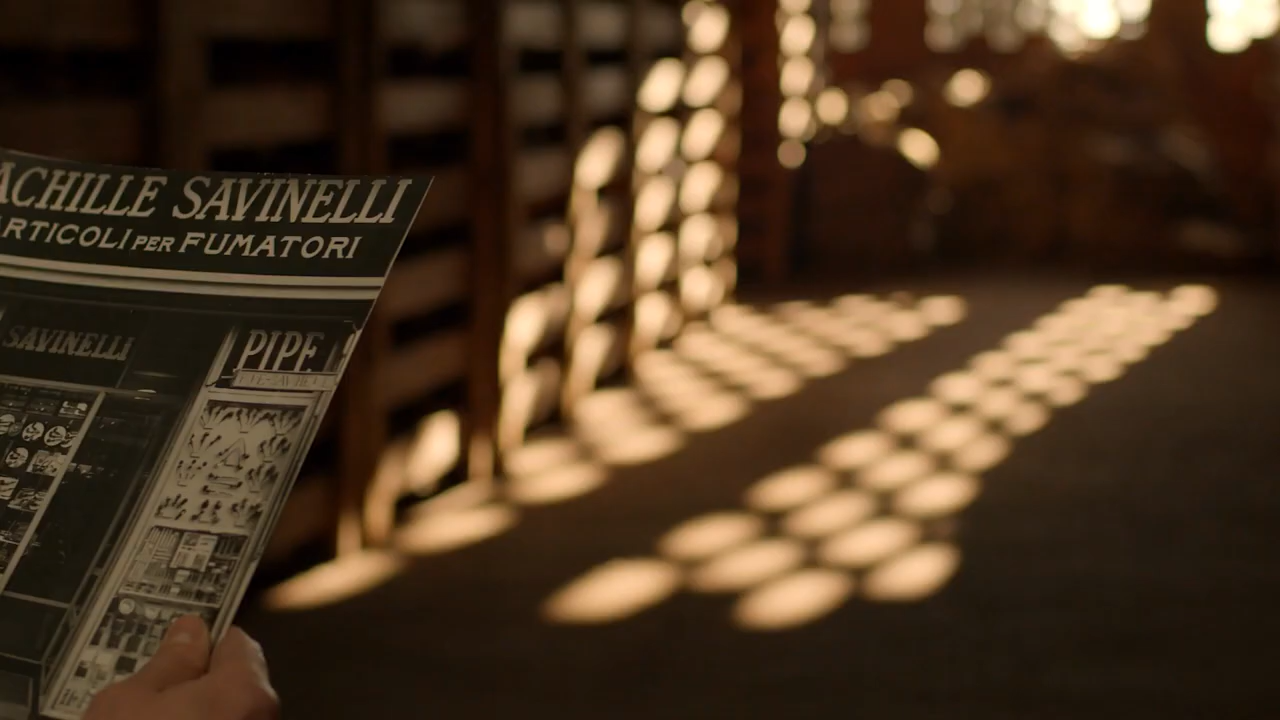 ACHILLE SAVINELLI
ARTICOLI PER FUMATORI
SAVINELLI
PIPE